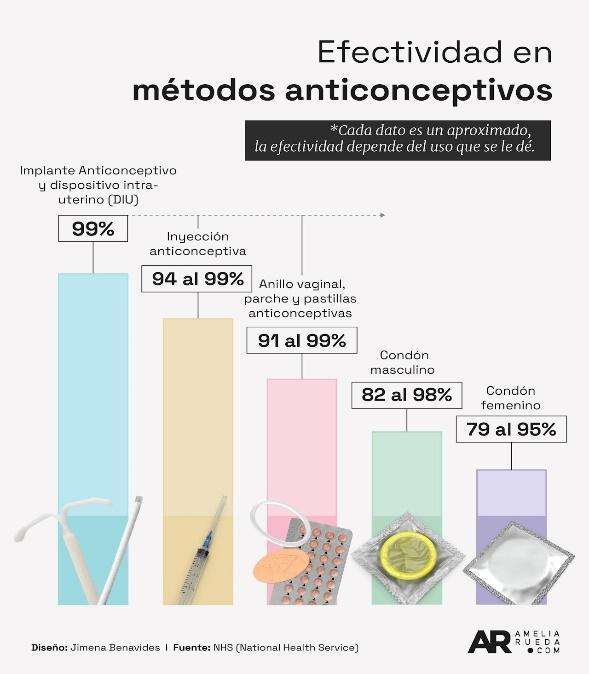 Efectividad en
métodos anticonceptivos
*Cada dato es un aproximado,
la efectividad depende del uso que se le dé.
Implante Anticonceptivo
y dispositivo intra-
uterino (DIU)
99%
Inyección
anticonceptiva
94 al 99%
Anillo vaginal,
parche y pastillas
anticonceptivas
91 al 99%
Condón
masculino
82 al 98%
Condón
femenino
79 al 95%
Diseño: Jimena Benavides | Fuente: NHS (National Health Service)
AR
AMELIA
RUEDA
.COM